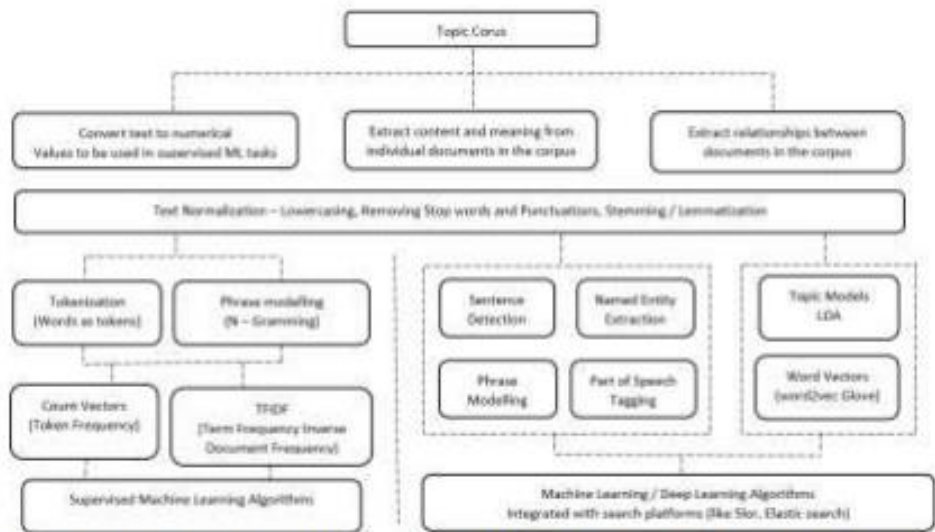 Topic Corus
Convert text to numerical
Values to be used in supervised ML tasks
Extract content and meaning from
individual documents in the corpus
Extract relationships between
documents in the corpus
Text Normalization – Lowercasing, Removing Stop words and Punctuations, Stemming / Lemmatization
Tokenization
(Words as tokens)
Phrase modelling
(N – Gramming)
Sentence
Detection
Named Entity
Extraction
Topic Models
LDA
Count Vectors
(Token Frequency)
TFIDF
(Term Frequency Inverse
Document Frequency)
Phrase
Modelling
Part of Speech
Tagging
Word Vectors
(word2vec Glove)
Supervised Machine Learning Algorithms
Machine Learning / Deep Learning Algorithms
Integrated with search platforms (like Slor, Elastic search)